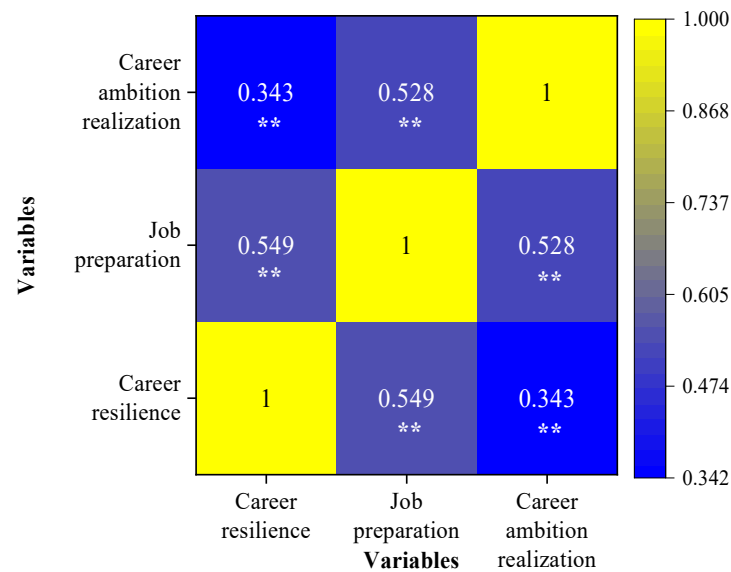 Variables
Career
ambition
realization
Job
preparation
Career
resilience
0.343
**
0.528
**
1
0.549
**
1
0.528
**
1
0.549
**
0.343
**
Career
resilience
Job
preparation
Career
ambition
realization
Variables
1.000
0.868
0.737
0.605
0.474
0.342